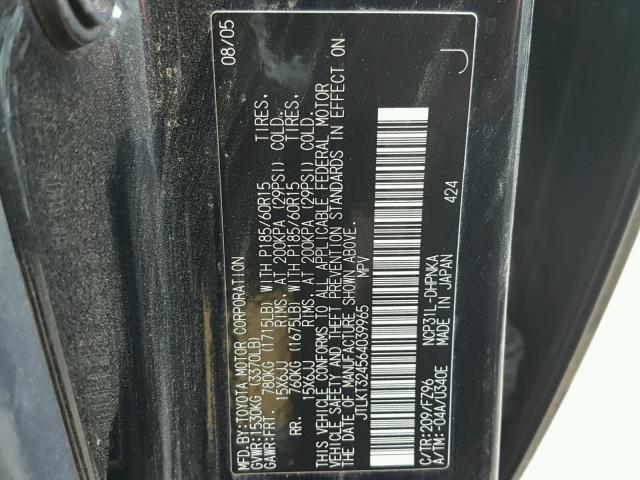 MFD.BY:TOYOTA MOTOR CORPORATION 08/05
GVWR:1530KG (3370LB)
GAWR:FRT. 780KG (1715LB) WITH P185/60R15 TIRES,
15X6JJ RIMS, AT 200KPA (29PSI) COLD.
RR. 760KG (1675LB) WITH P185/60R15 TIRES,
15X6JJ RIMS, AT 200KPA (29PSI) COLD.
THIS VEHICLE CONFORMS TO ALL APPLICABLE FEDERAL MOTOR
VEHICLE SAFETY AND THEFT PREVENTION STANDARDS IN EFFECT ON
THE DATE OF MANUFACTURE SHOWN ABOVE.
JTLKT324564039965 MPV
C/TR:209/FZ96 NCP31L-DHPNKA 424
A/TM:-04A/U340E MADE IN JAPAN
J